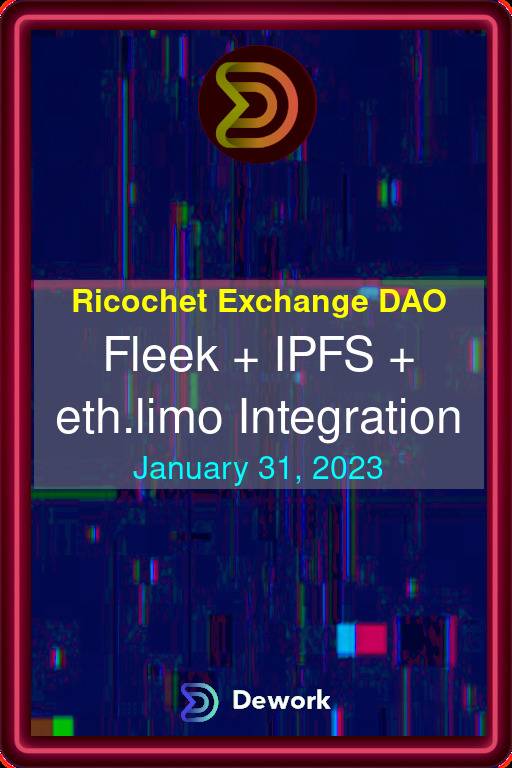 Ricochet Exchange DAO
Fleek + IPFS +
eth.limo Integration
January 31, 2023
Dework